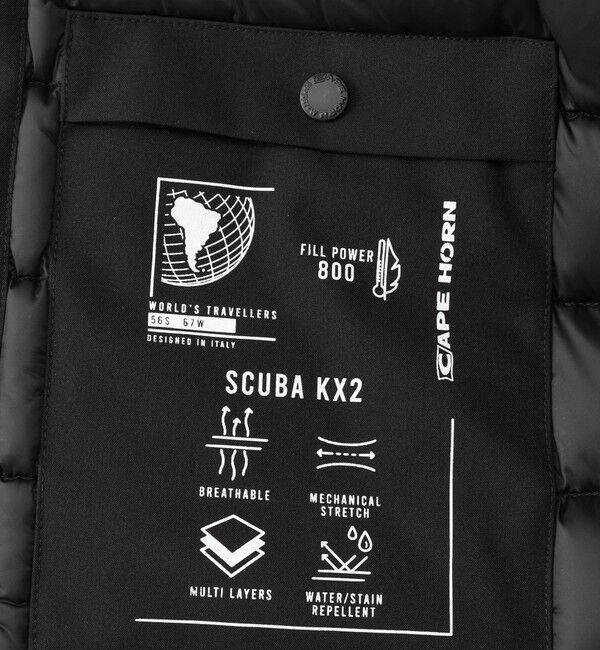 FILL POWER
800
CAPE HORN
WORLD'S TRAVELLERS
56S 67W
DESIGNED IN ITALY
SCUBA KX2
BREATHABLE
MECHANICAL
STRETCH
MULTI LAYERS
WATER/STAIN
REPELLENT